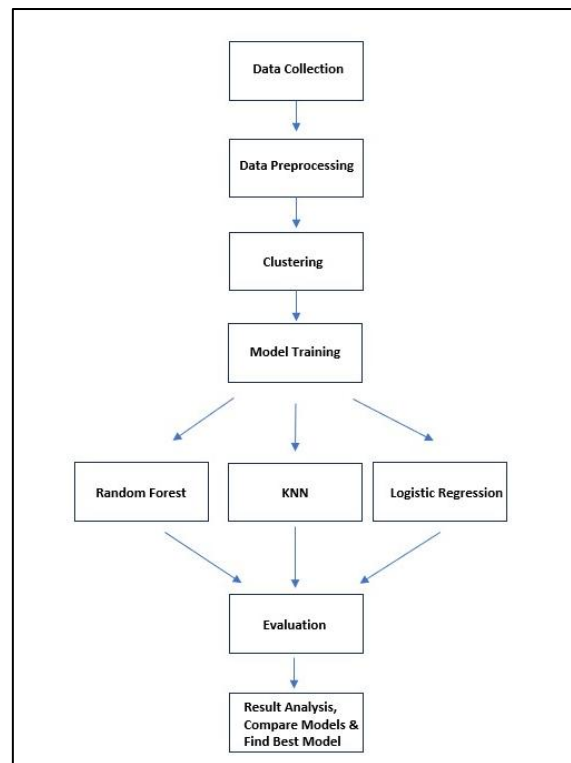 Data Collection
Data Preprocessing
Clustering
Model Training
Random Forest
KNN
Logistic Regression
Evaluation
Result Analysis,
Compare Models &
Find Best Model